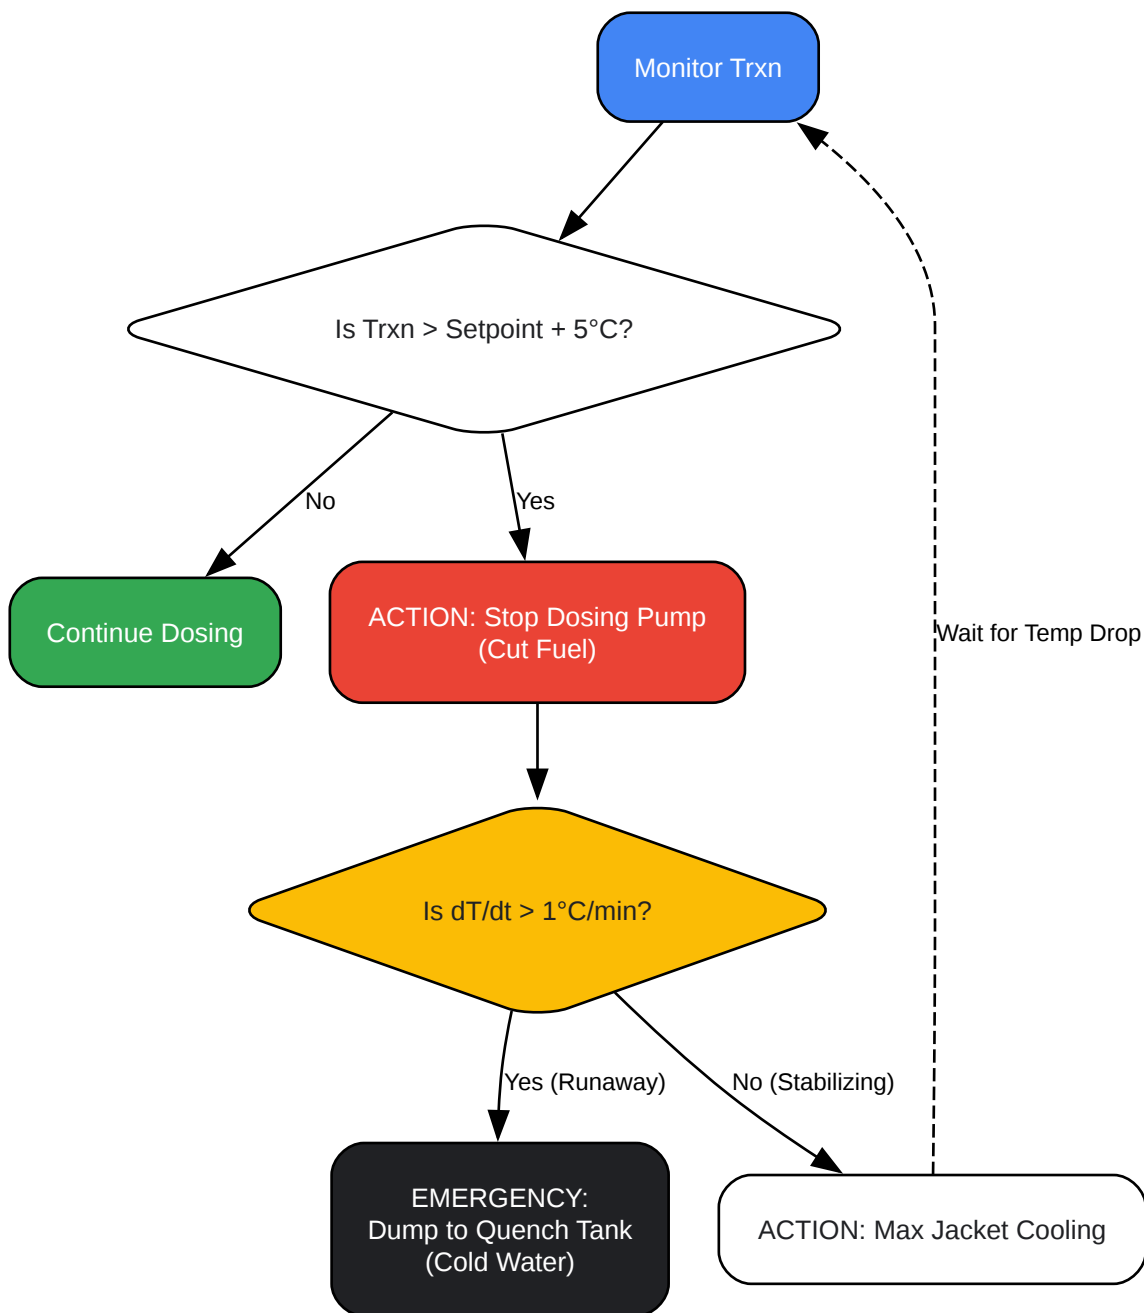 Monitor Trxn
Is Trxn > Setpoint + 5°C?
No
Yes
Continue Dosing
ACTION: Stop Dosing Pump
(Cut Fuel)
Wait for Temp Drop
Is dT/dt > 1°C/min?
Yes (Runaway)
No (Stabilizing)
EMERGENCY:
Dump to Quench Tank
(Cold Water)
ACTION: Max Jacket Cooling